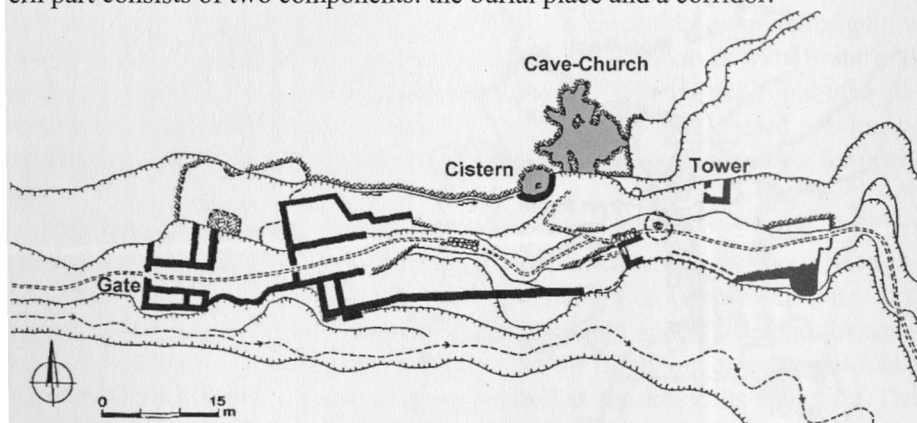 ern part consists of two components: the burial place and a corridor
Cave-Church
Cistern
Tower
Gate
0 15
m